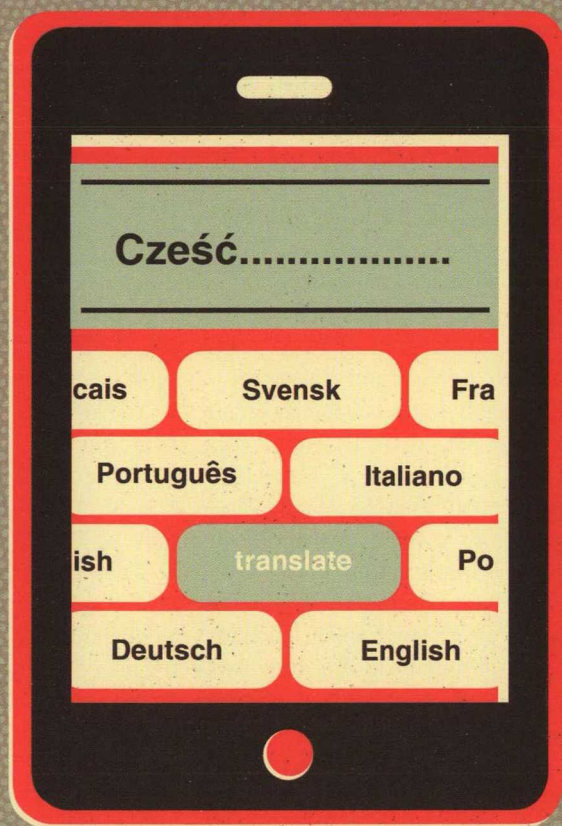 Cześć..................
cais Svensk Fra
Português Italiano
ish translate Po
Deutsch English